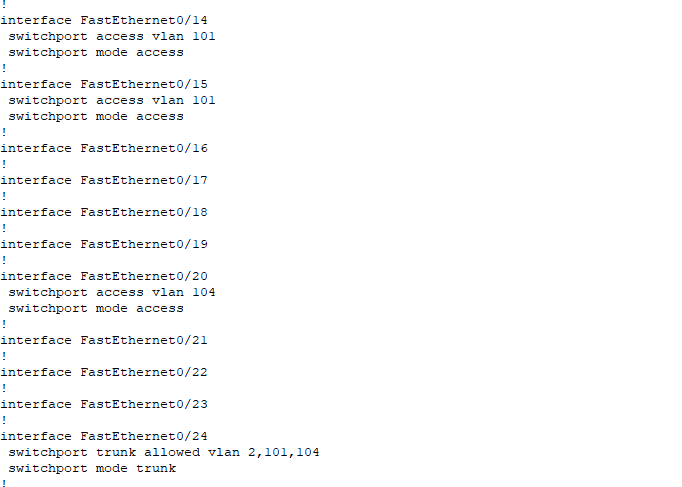 !
interface FastEthernet0/14
 switchport access vlan 101
 switchport mode access
!
interface FastEthernet0/15
 switchport access vlan 101
 switchport mode access
!
interface FastEthernet0/16
!
interface FastEthernet0/17
!
interface FastEthernet0/18
!
interface FastEthernet0/19
!
interface FastEthernet0/20
 switchport access vlan 104
 switchport mode access
!
interface FastEthernet0/21
!
interface FastEthernet0/22
!
interface FastEthernet0/23
!
interface FastEthernet0/24
 switchport trunk allowed vlan 2,101,104
 switchport mode trunk
!